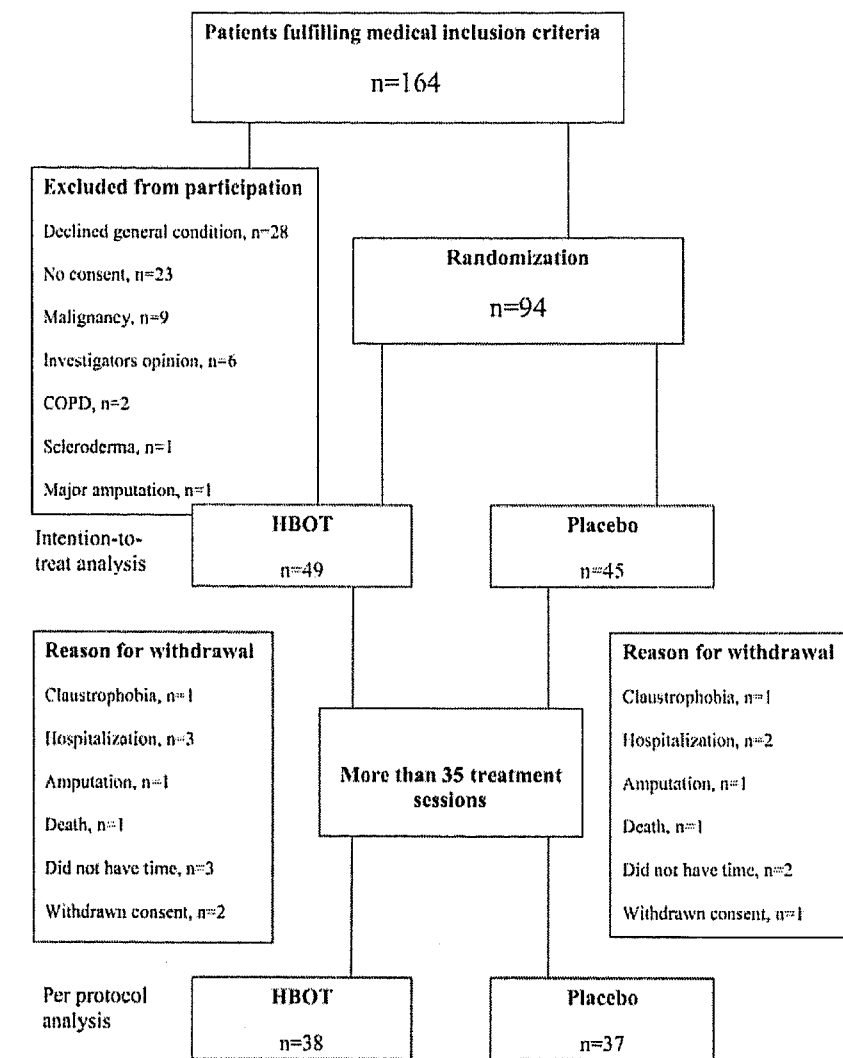 Patients fulfilling medical inclusion criteria
n=164
Excluded from participation
Declined general condition, n=28
No consent, n=23
Malignancy, n=9
Investigators opinion, n=6
COPD, n=2
Scleroderma, n=1
Major amputation, n=1
Randomization
n=94
Intention-to-
treat analysis
HBOT
n=49
Placebo
n=45
Reason for withdrawal
Claustrophobia, n=1
Hospitalization, n=3
Amputation, n=1
Death, n=1
Did not have time, n=3
Withdrawn consent, n=2
More than 35 treatment
sessions
Reason for withdrawal
Claustrophobia, n=1
Hospitalization, n=2
Amputation, n=1
Death, n=1
Did not have time, n=2
Withdrawn consent, n=1
Per protocol
analysis
HBOT
n=38
Placebo
n=37